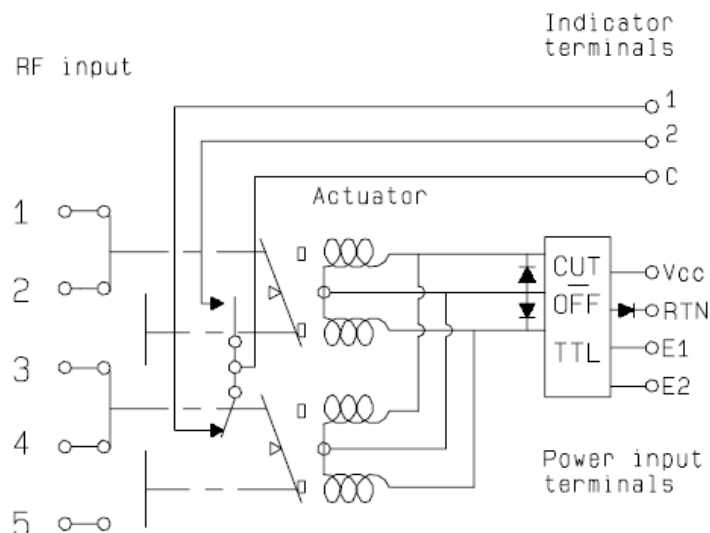 Indicator
terminals
RF input
1
2
C
Actuator
1
2
3
4
5
CUT
OFF
TTL
Vcc
RTN
E1
E2
Power input
terminals